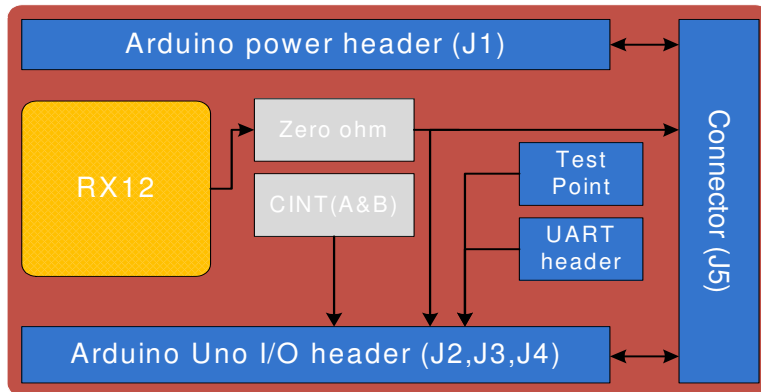 Arduino power header (J1)
RX12
Zero ohm
CINT(A&B)
Test
Point
UART
header
Connector (J5)
Arduino Uno I/O header (J2,J3,J4)